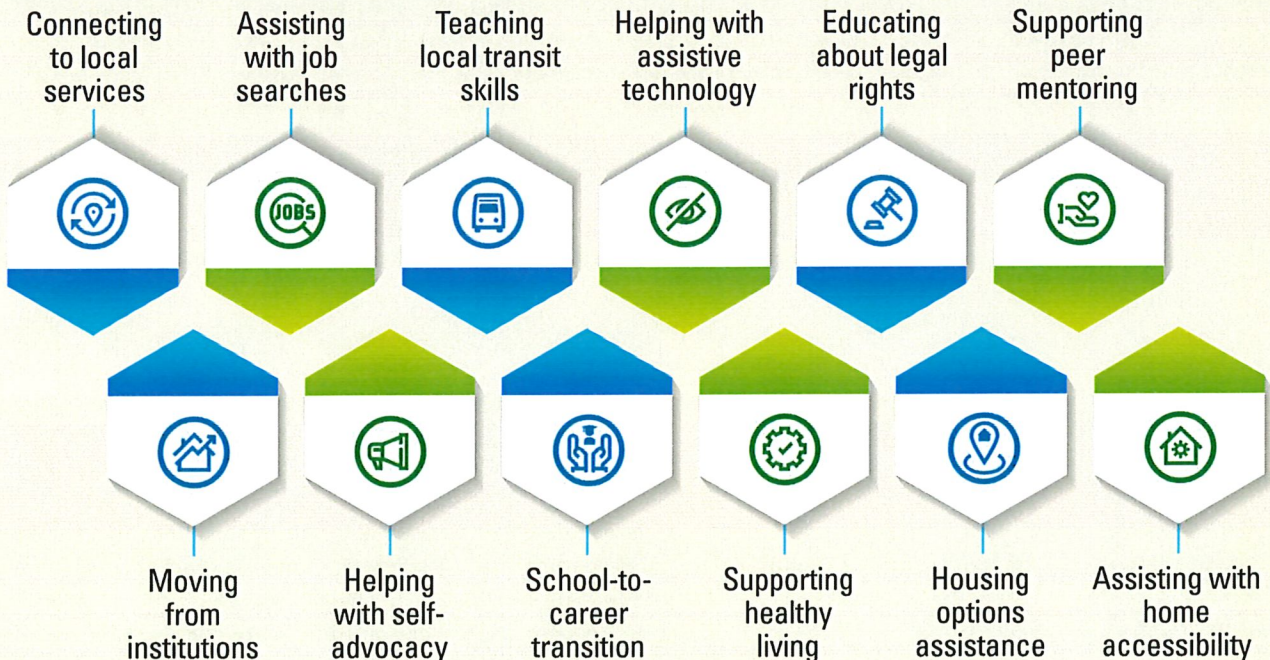 Connecting
to local
services
Assisting
with job
searches
Teaching
local transit
skills
Helping with
assistive
technology
Educating
about legal
rights
Supporting
peer
mentoring
JOBS
Moving
from
institutions
Helping
with self-
advocacy
School-to-
career
transition
Supporting
healthy
living
Housing
options
assistance
Assisting with
home
accessibility